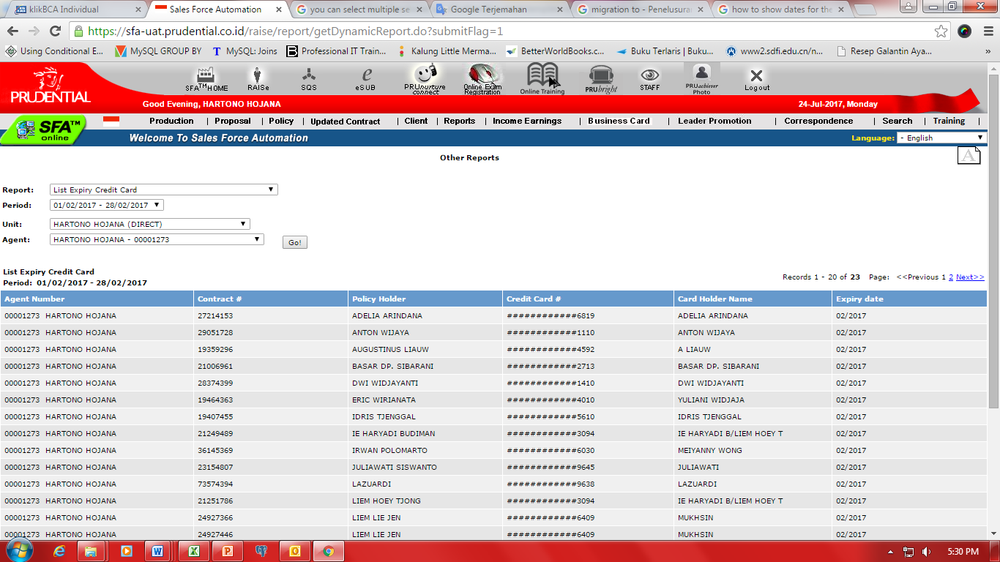 klikBCA Individual
Sales Force Automation
you can select multiple se
Google Terjemahan
migration to - Penelusura
how to show dates for the
https://sfa-uat.prudential.co.id/raise/report/getDynamicReport.do?submitFlag=1
Using Conditional E...
MySQL GROUP BY
MySQL: Joins
Professional IT Train...
Kalung Little Merma...
BetterWorldBooks.c...
Buku Terlaris | Buku...
www2.sdfi.edu.cn/n...
Resep Galantin Aya...
»
PRUDENTIAL
SFA™HOME
RAISe
SQS
eSUB
PRUnurture connect
Online Exam Registration
Online Training
PRUbright
STAFF
PRUachiever Photo
Logout
Good Evening, HARTONO HOJANA
24-Jul-2017, Monday
SFA™ online
Production | Proposal | Policy | Updated Contract | Client | Reports | Income Earnings | Business Card | Leader Promotion | Correspondence | Search | Training |
Welcome To Sales Force Automation
Language: - English
Other Reports
A
Report: List Expiry Credit Card
Period: 01/02/2017 - 28/02/2017
Unit: HARTONO HOJANA (DIRECT)
Agent: HARTONO HOJANA - 00001273 Go!
List Expiry Credit Card
Period: 01/02/2017 - 28/02/2017
Records 1 - 20 of 23 Page: <<Previous 1 2 Next>>
Agent Number Contract # Policy Holder Credit Card # Card Holder Name Expiry date
00001273 HARTONO HOJANA 27214153 ADELIA ARINDANA ############6819 ADELIA ARINDANA 02/2017
00001273 HARTONO HOJANA 29051728 ANTON WIJAYA ############1110 ANTON WIJAYA 02/2017
00001273 HARTONO HOJANA 19359296 AUGUSTINUS LIAUW ############4592 A LIAUW 02/2017
00001273 HARTONO HOJANA 21006961 BASAR DP. SIBARANI ############2713 BASAR DP. SIBARANI 02/2017
00001273 HARTONO HOJANA 28374399 DWI WIDJAYANTI ############1410 DWI WIDJAYANTI 02/2017
00001273 HARTONO HOJANA 19464363 ERIC WIRIANATA ############4010 YULIANI WIDJAJA 02/2017
00001273 HARTONO HOJANA 19407455 IDRIS TJENGGAL ############5610 IDRIS TJENGGAL 02/2017
00001273 HARTONO HOJANA 21249489 IE HARYADI BUDIMAN ############3094 IE HARYADI B/LIEM HOEY T 02/2017
00001273 HARTONO HOJANA 36145369 IRWAN POLOMARTO ############6030 MEIYANNY WONG 02/2017
00001273 HARTONO HOJANA 23154807 JULIAWATI SISWANTO ############9645 JULIAWATI 02/2017
00001273 HARTONO HOJANA 73574394 LAZUARDI ############9638 LAZUARDI 02/2017
00001273 HARTONO HOJANA 21251786 LIEM HOEY TJONG ############3094 IE HARYADI B/LIEM HOEY T 02/2017
00001273 HARTONO HOJANA 24927366 LIEM LIE JEN ############6409 MUKHSIN 02/2017
00001273 HARTONO HOJANA 24927446 LIEM LIE JEN ############6409 MUKHSIN 02/2017
5:30 PM